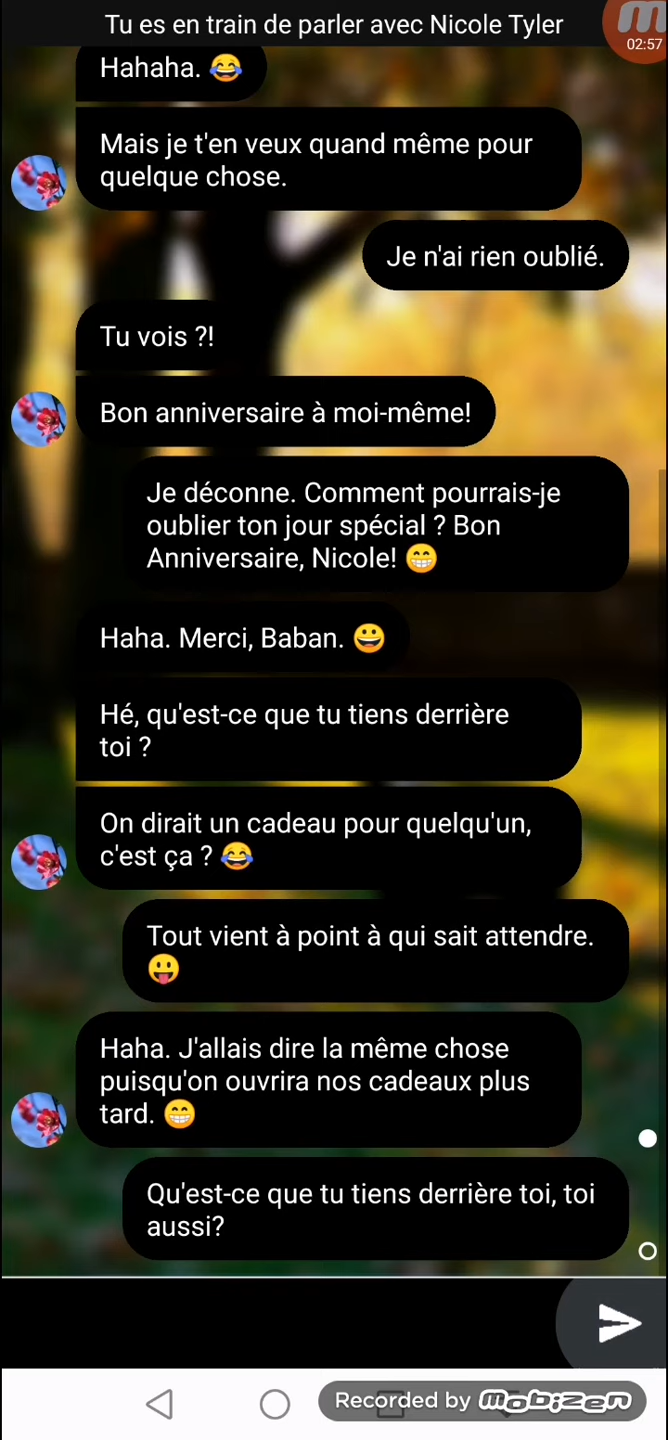 Tu es en train de parler avec Nicole Tyler
02:57
Hahaha. 😂
Mais je t'en veux quand même pour
quelque chose.
Je n'ai rien oublié.
Tu vois ?!
Bon anniversaire à moi-même!
Je déconne. Comment pourrais-je
oublier ton jour spécial ? Bon
Anniversaire, Nicole! 😁
Haha. Merci, Baban. 😀
Hé, qu'est-ce que tu tiens derrière
toi ?
On dirait un cadeau pour quelqu'un,
c'est ça ? 😂
Tout vient à point à qui sait attendre.
😛
Haha. J'allais dire la même chose
puisqu'on ouvrira nos cadeaux plus
tard. 😁
Qu'est-ce que tu tiens derrière toi, toi
aussi?
Recorded by mobizen